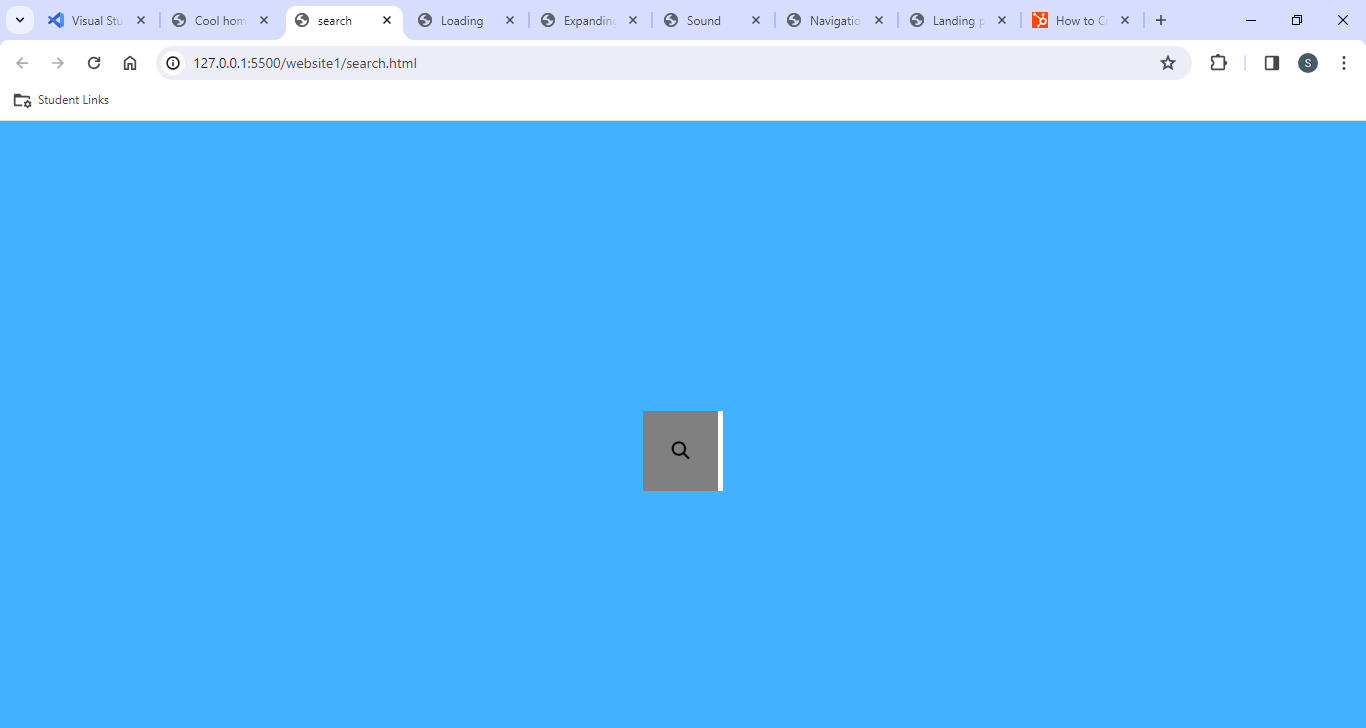 Visual Stu
Cool hom
search
Loading
Expanding
Sound
Navigatio
Landing p
How to Cr
127.0.0.1:5500/website1/search.html
S
Student Links